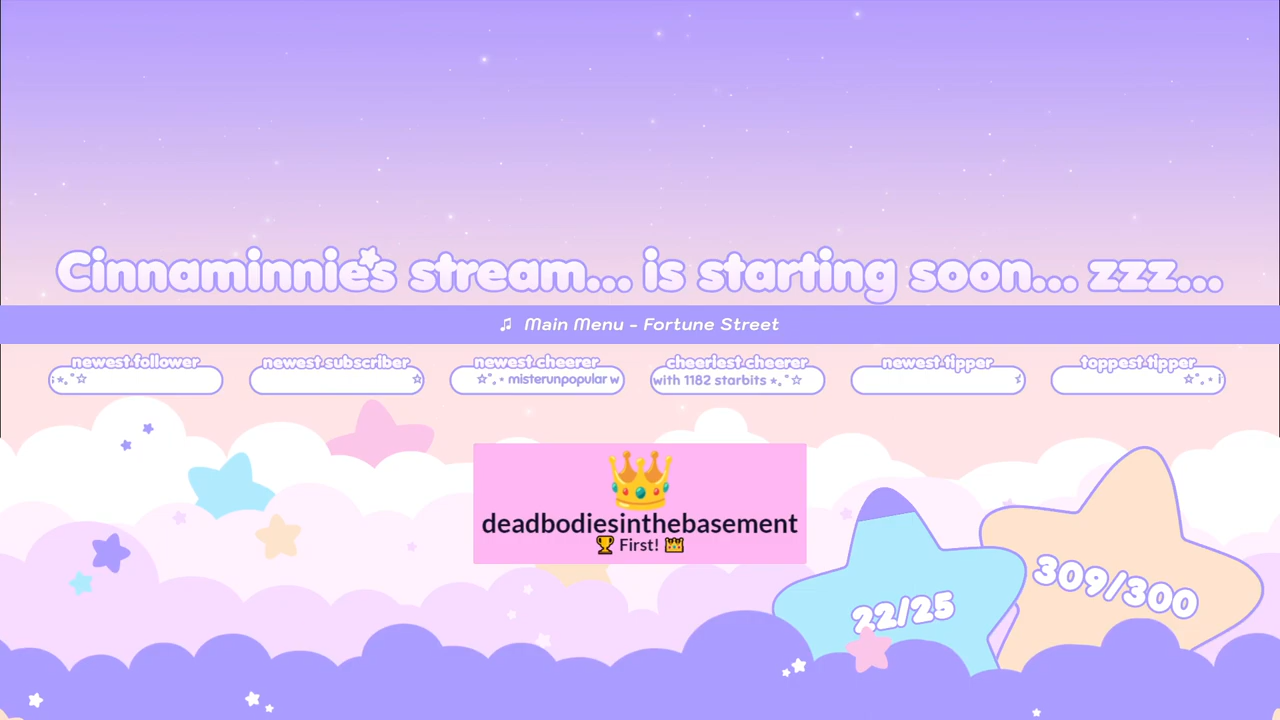 Cinnaminnie's stream... is starting soon... zzz...
♫ Main Menu - Fortune Street
newest follower newest subscriber newest cheerer cheeriest cheerer newest tipper toppest tipper
misterunpopular w with 1182 starbits
deadbodiesinthebasement
🏆 First! 👑
22/25
309/300